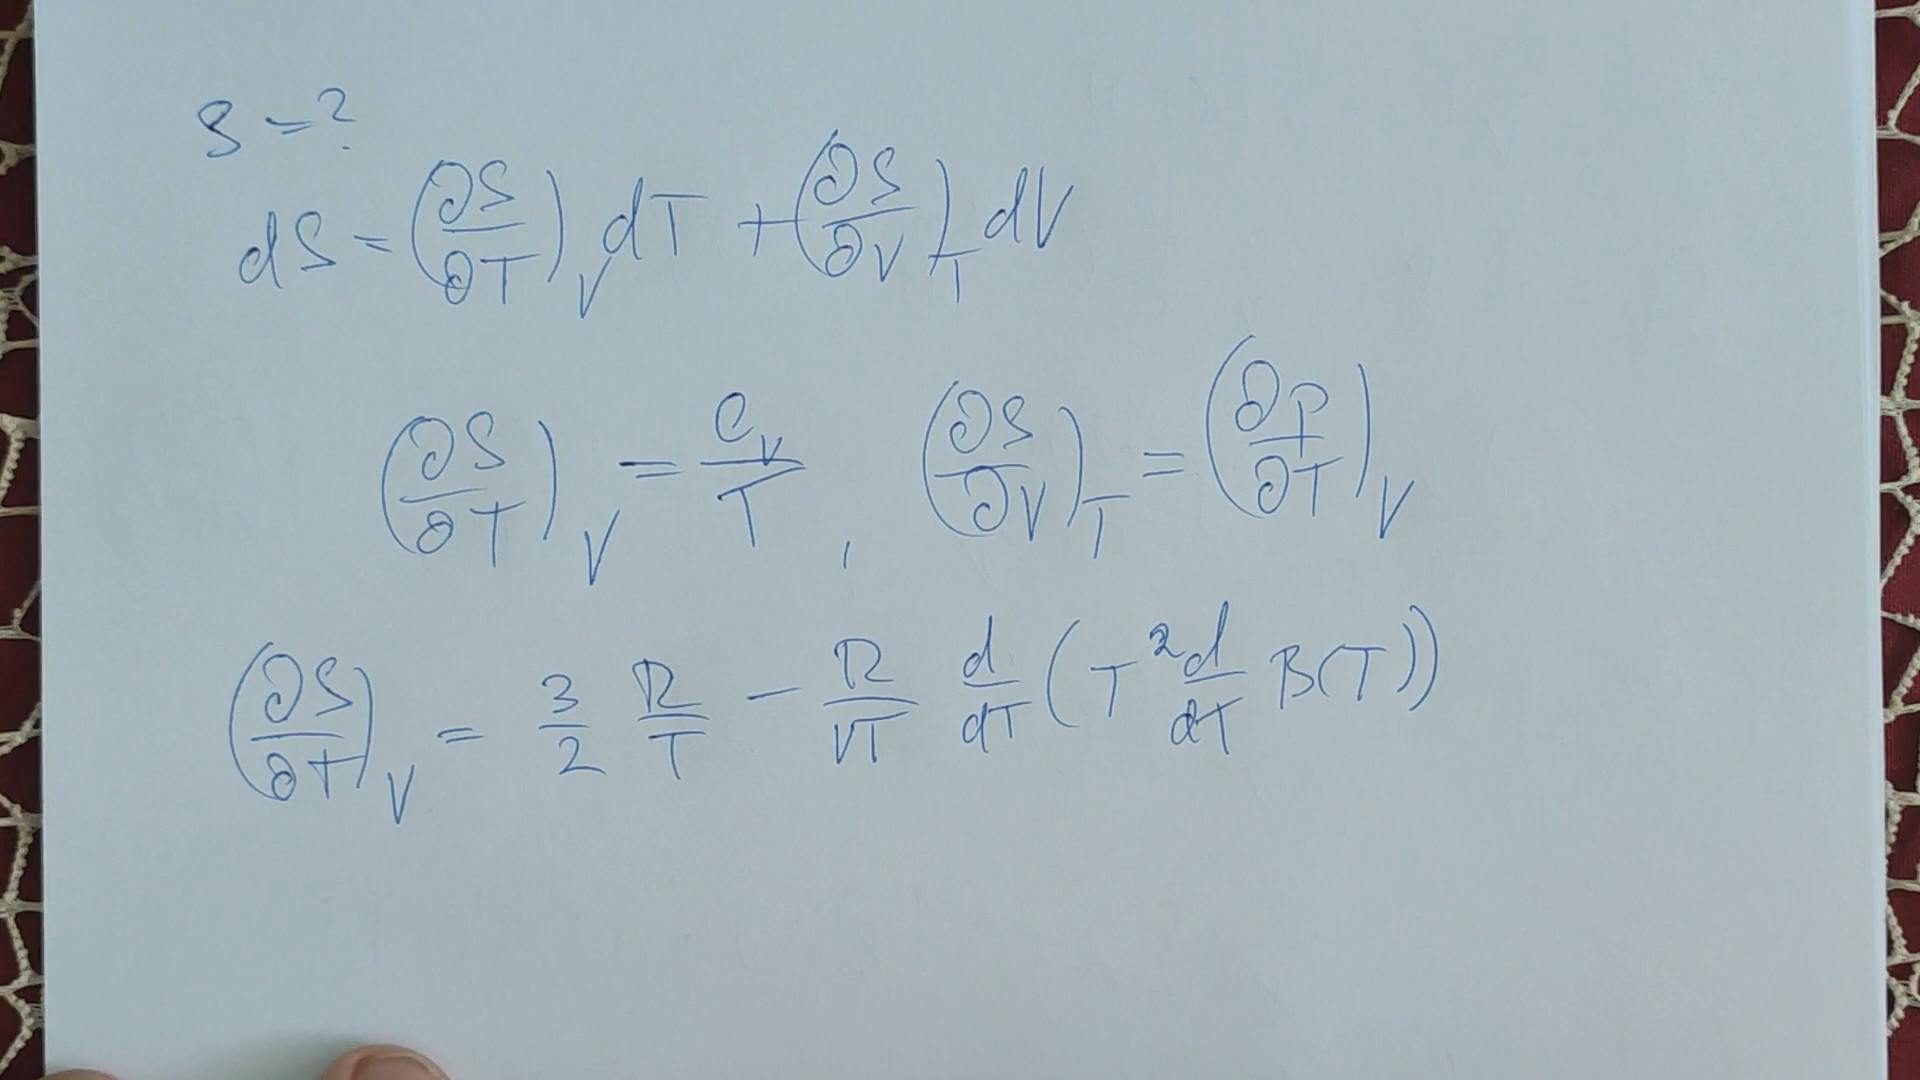 S = ?
dS = (∂S/∂T)_V dT + (∂S/∂V)_T dV
(∂S/∂T)_V = C_V/T , (∂S/∂V)_T = (∂P/∂T)_V
(∂S/∂T)_V = 3/2 R/T − R/VT d/dT (T² d/dT B(T))